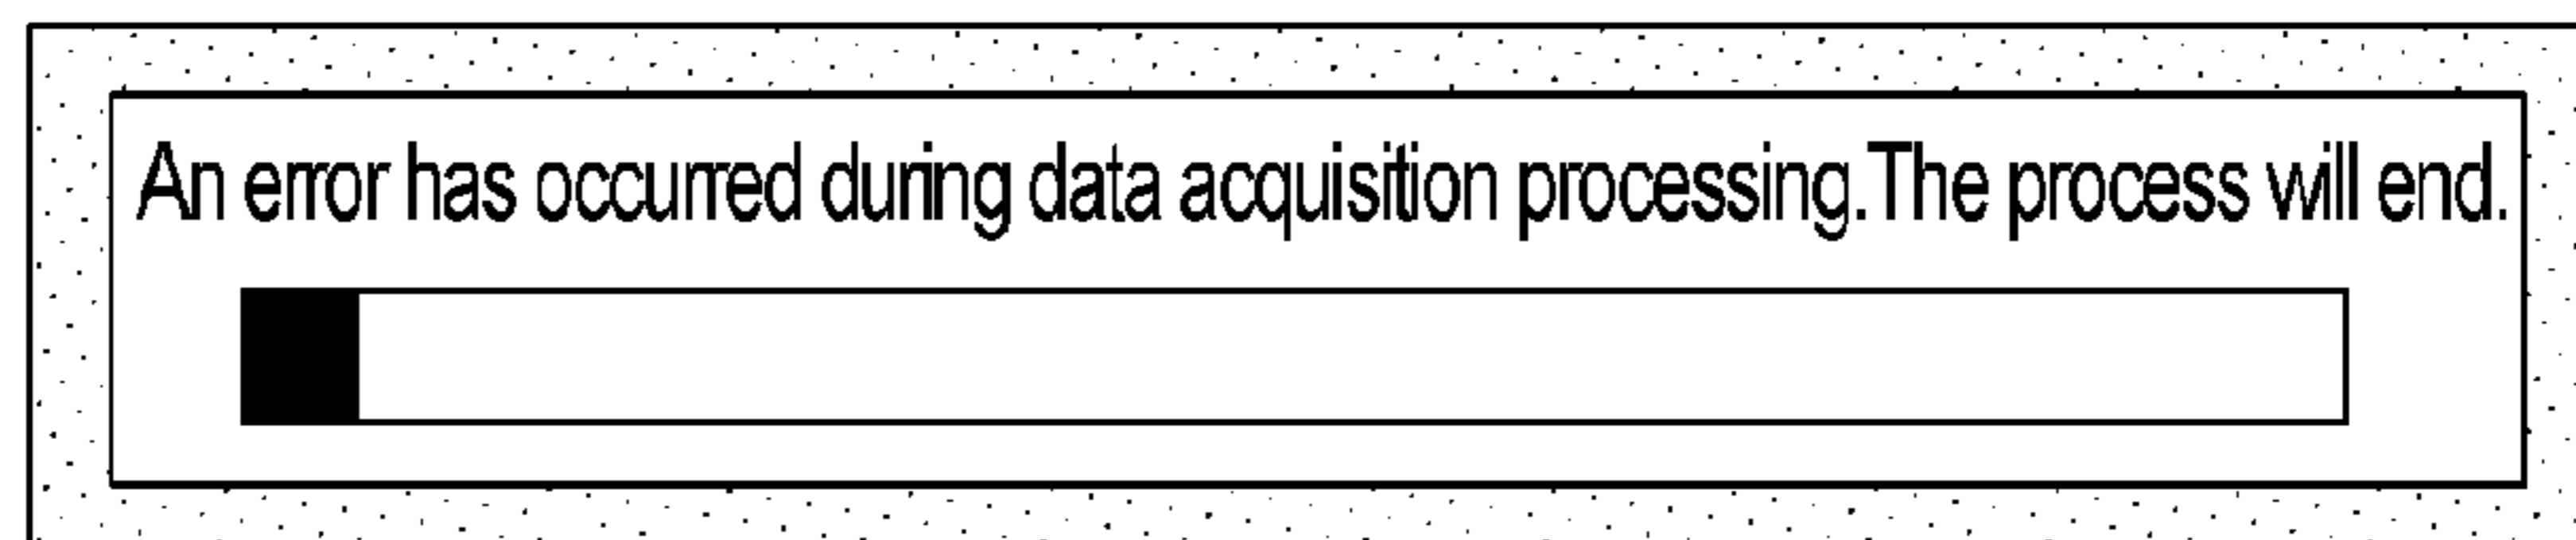 An error has occurred during data acquisition processing.The process will end.